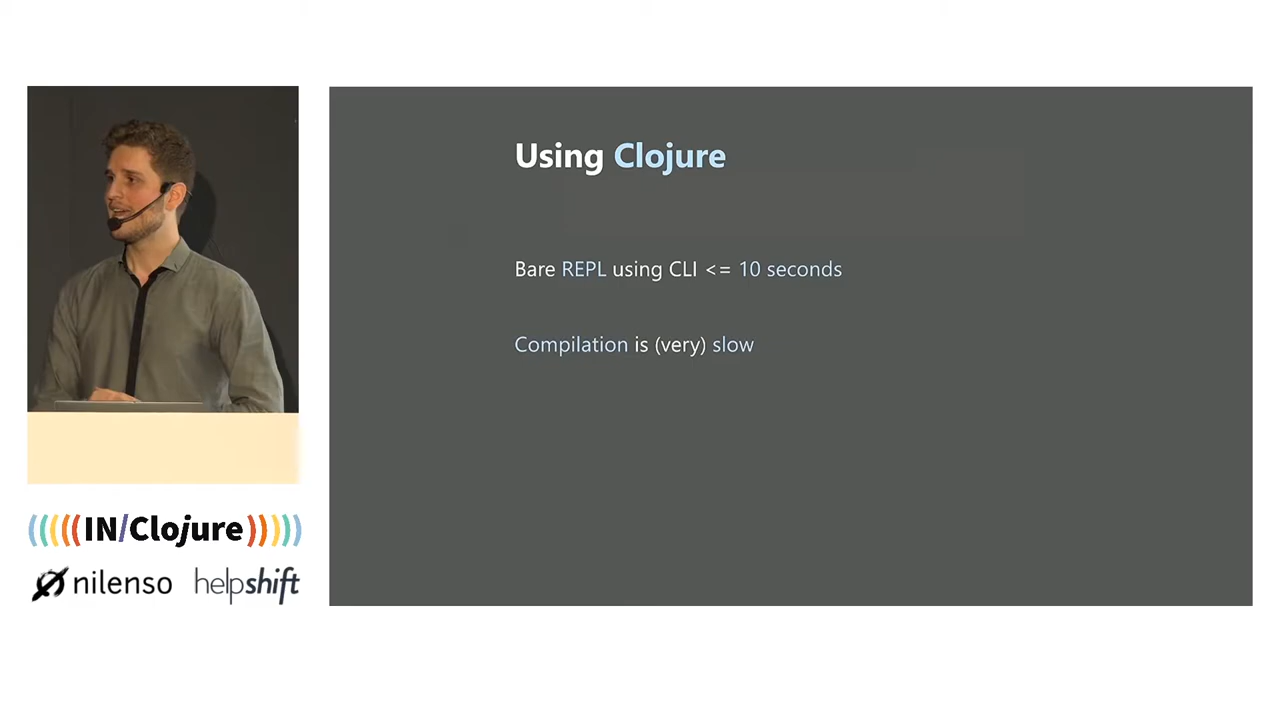 Using Clojure
Bare REPL using CLI <= 10 seconds
Compilation is (very) slow
((((IN/Clojure))))
nilenso helpshift